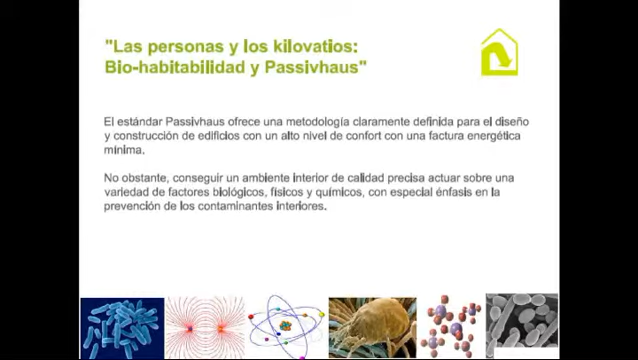 "Las personas y los kilovatios:
Bio-habitabilidad y Passivhaus"
El estándar Passivhaus ofrece una metodología claramente definida para el diseño
y construcción de edificios con un alto nivel de confort con una factura energética
mínima.
No obstante, conseguir un ambiente interior de calidad precisa actuar sobre una
variedad de factores biológicos, físicos y químicos, con especial énfasis en la
prevención de los contaminantes interiores.